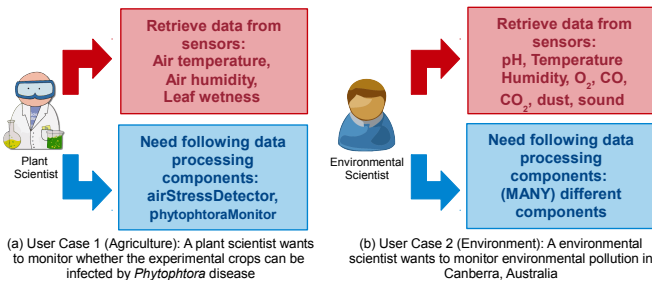 Retrieve data from
sensors:
Air temperature,
Air humidity,
Leaf wetness
Plant
Scientist
Need following data
processing
components:
airStressDetector,
phytophtoraMonitor
(a) User Case 1 (Agriculture): A plant scientist wants
to monitor whether the experimental crops can be
infected by Phytophtora disease
Retrieve data from
sensors:
pH, Temperature
Humidity, O₂, CO,
CO₂, dust, sound
Environmental
Scientist
Need following data
processing
components:
(MANY) different
components
(b) User Case 2 (Environment): A environmental
scientist wants to monitor environmental pollution in
Canberra, Australia